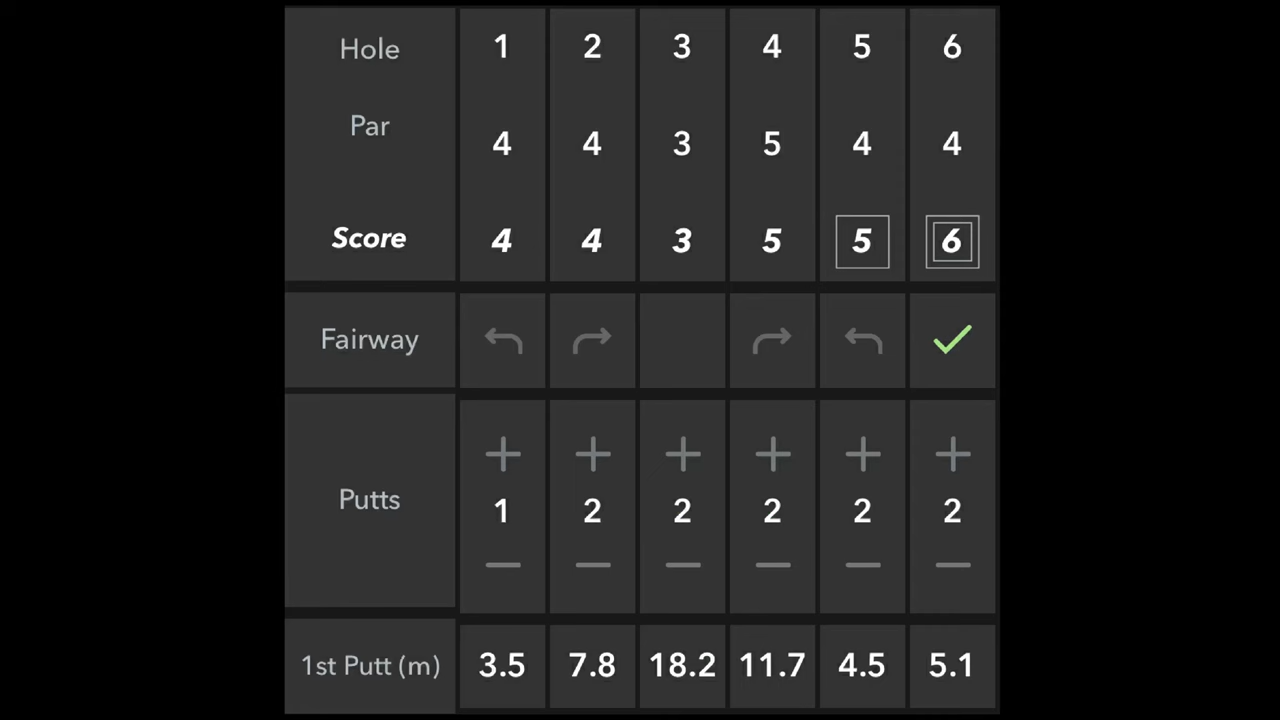 Hole 1 2 3 4 5 6
Par 4 4 3 5 4 4
Score 4 4 3 5 5 6
Fairway
Putts 1 2 2 2 2 2
1st Putt (m) 3.5 7.8 18.2 11.7 4.5 5.1